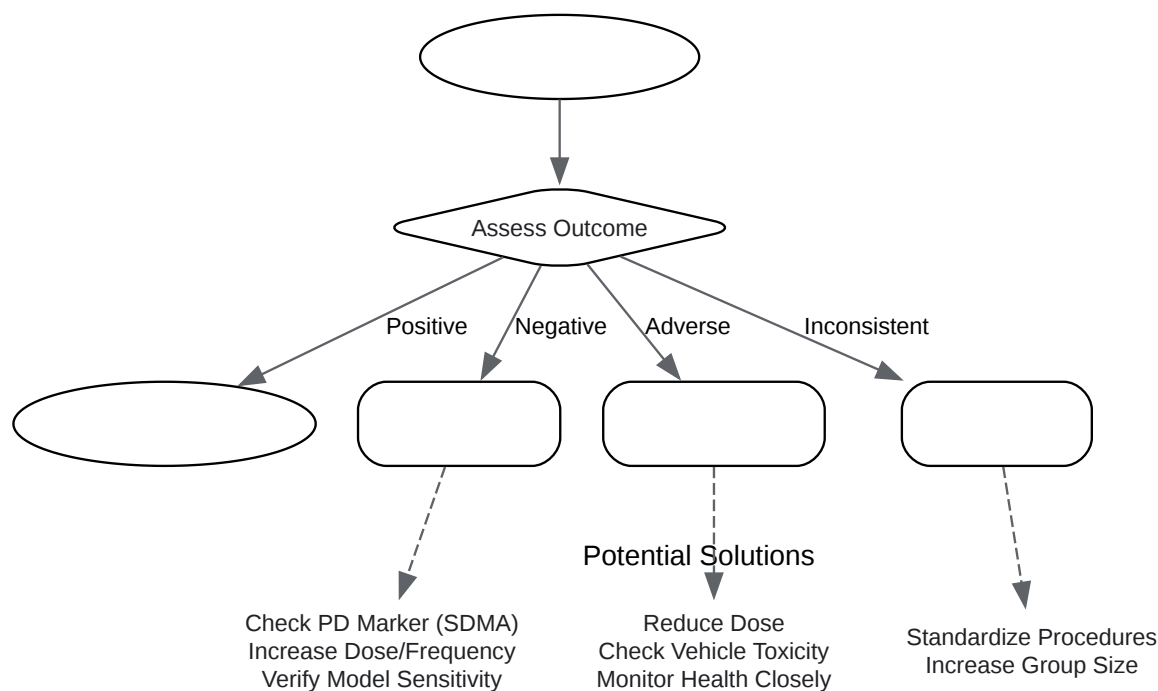 Assess Outcome
Positive
Negative
Adverse
Inconsistent
Potential Solutions
Check PD Marker (SDMA)
Increase Dose/Frequency
Verify Model Sensitivity
Reduce Dose
Check Vehicle Toxicity
Monitor Health Closely
Standardize Procedures
Increase Group Size